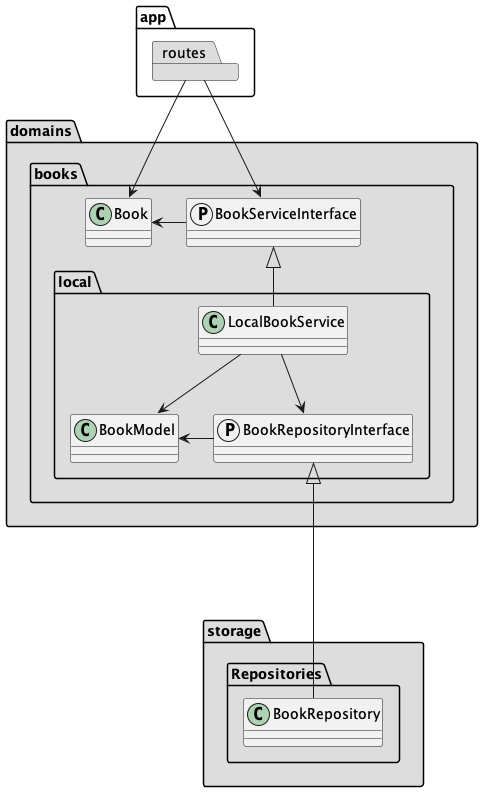 app
routes
domains
books
C Book
P BookServiceInterface
local
C LocalBookService
C BookModel
P BookRepositoryInterface
storage
Repositories
C BookRepository